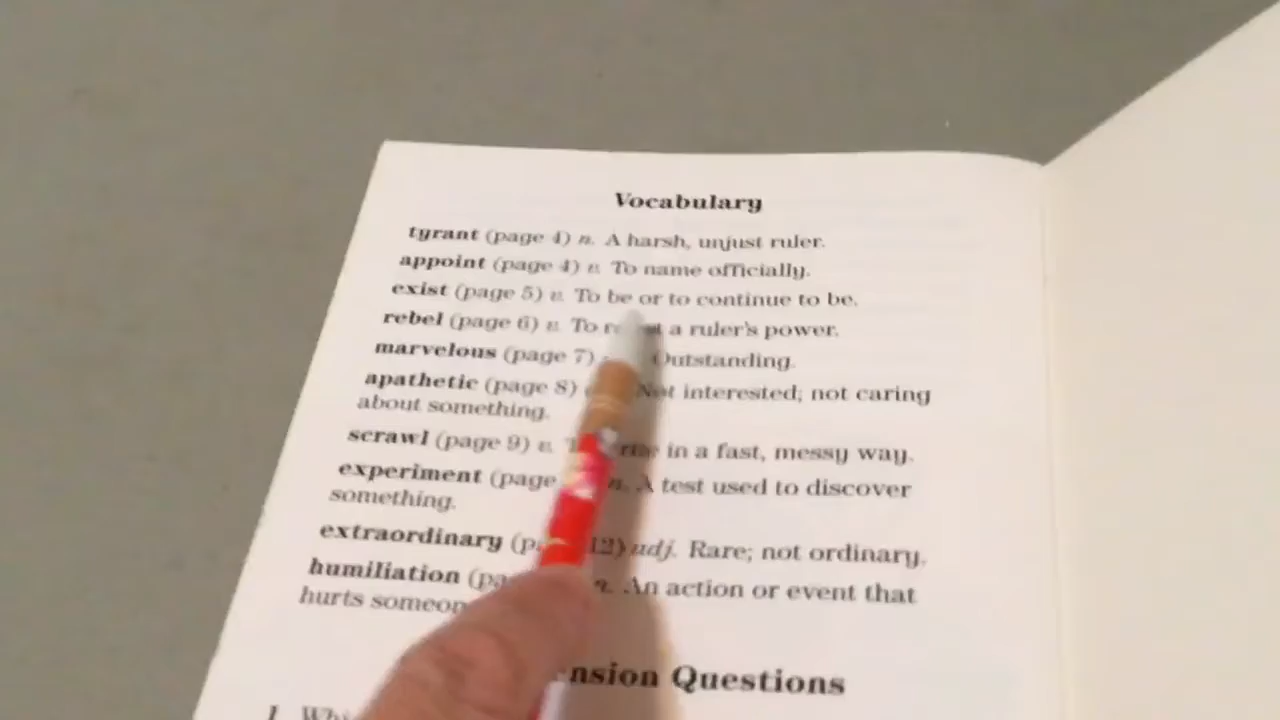 Vocabulary
tyrant (page 4) n. A harsh, unjust ruler.
appoint (page 4) v. To name officially.
exist (page 5) v. To be or to continue to be.
rebel (page 6) v. To a ruler's power.
marvelous (page 7) Outstanding.
apathetic (page 8) Not interested; not caring
about something.
scrawl (page 9) v. in a fast, messy way.
experiment (page n. A test used to discover
something.
extraordinary 12) adj. Rare; not ordinary.
humiliation n. An action or event that
hurts
Questions
1.